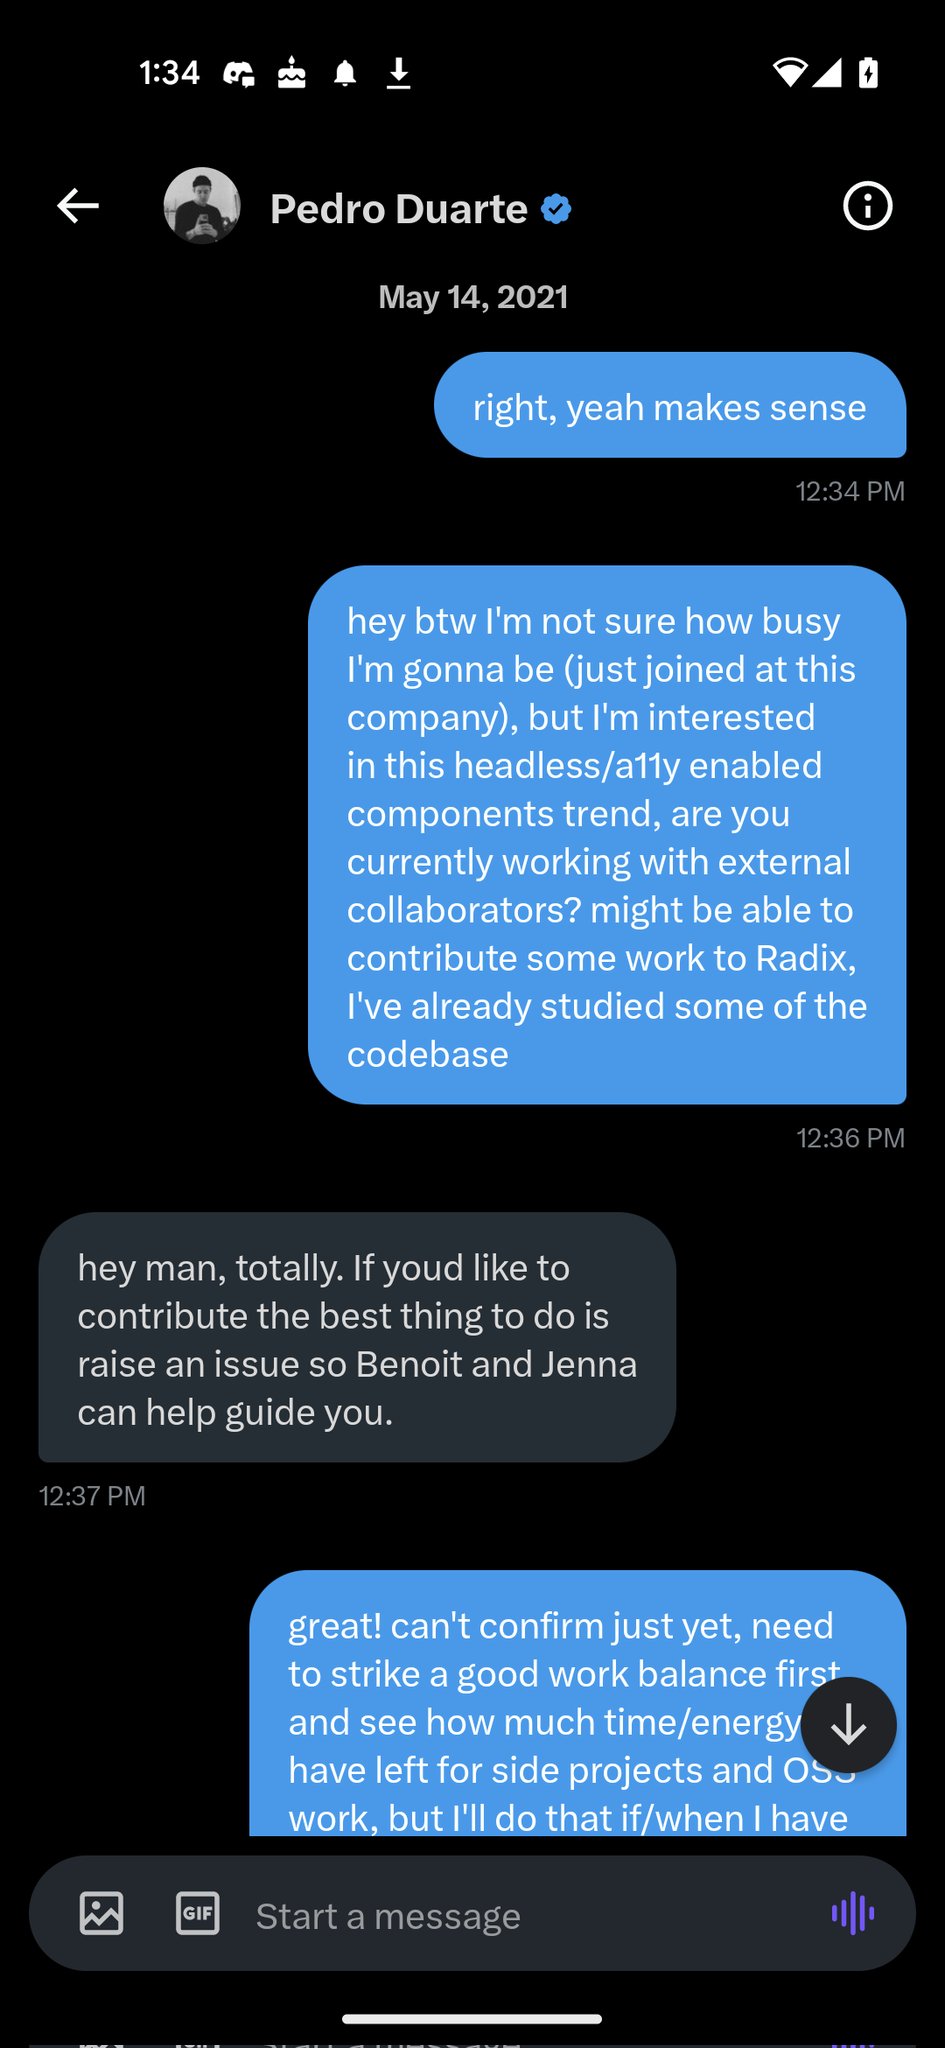 1:34
Pedro Duarte
May 14, 2021
right, yeah makes sense
12:34 PM
hey btw I'm not sure how busy
I'm gonna be (just joined at this
company), but I'm interested
in this headless/a11y enabled
components trend, are you
currently working with external
collaborators? might be able to
contribute some work to Radix,
I've already studied some of the
codebase
12:36 PM
hey man, totally. If youd like to
contribute the best thing to do is
raise an issue so Benoit and Jenna
can help guide you.
12:37 PM
great! can't confirm just yet, need
to strike a good work balance first
and see how much time/energy
have left for side projects and OSS
work, but I'll do that if/when I have
GIF
Start a message
Start a message